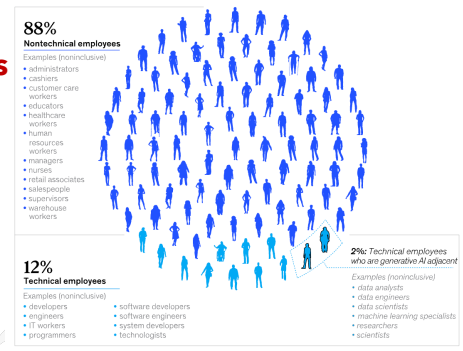 s
88%
Nontechnical employees
Examples (noninclusive)
• administrators
• cashiers
• customer care
workers
• educators
• healthcare
workers
• human
resources
workers
• managers
• nurses
• retail associates
• salespeople
• supervisors
• warehouse
workers
12%
Technical employees
Examples (noninclusive)
• developers
• engineers
• IT workers
• programmers
• software developers
• software engineers
• system developers
• technologists
2%: Technical employees
who are generative AI adjacent
Examples (noninclusive)
• data analysts
• data engineers
• data scientists
• machine learning specialists
• researchers
• scientists